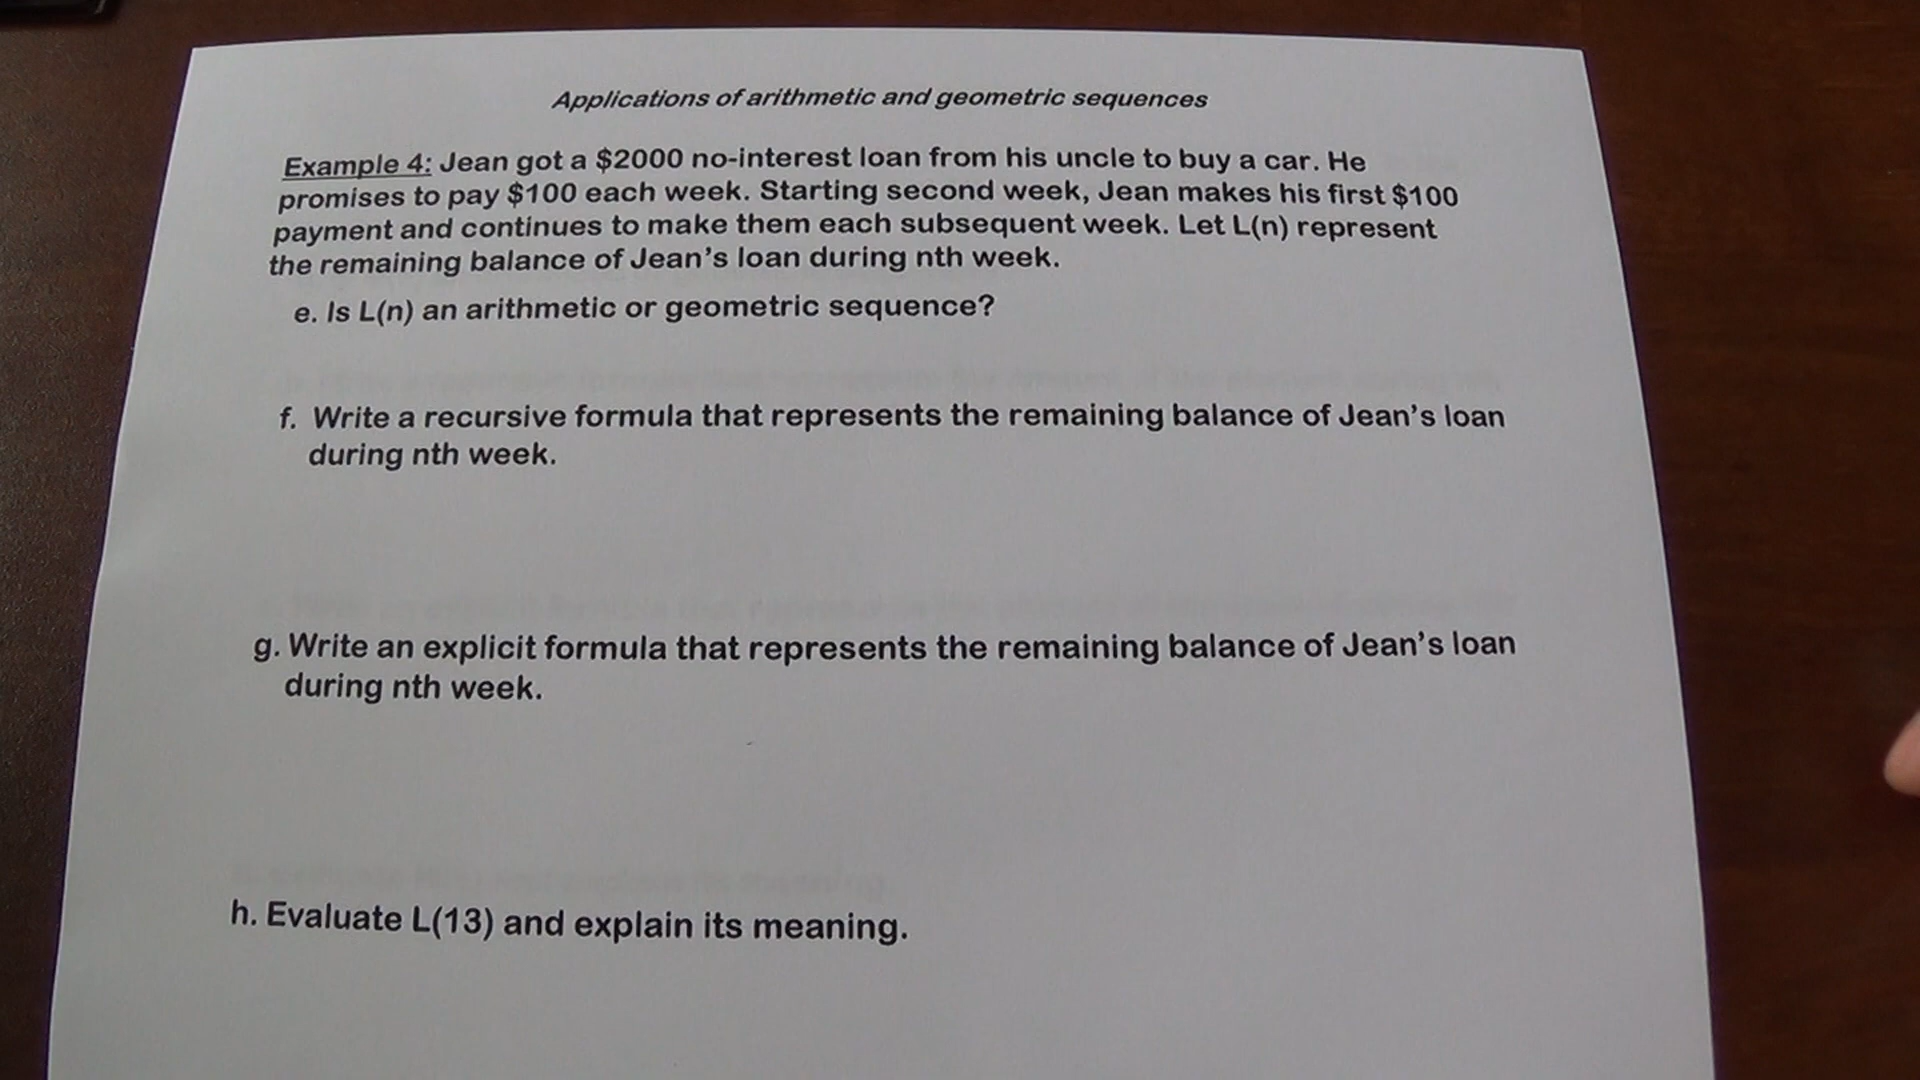 Applications of arithmetic and geometric sequences
Example 4: Jean got a $2000 no-interest loan from his uncle to buy a car. He
promises to pay $100 each week. Starting second week, Jean makes his first $100
payment and continues to make them each subsequent week. Let L(n) represent
the remaining balance of Jean’s loan during nth week.
e. Is L(n) an arithmetic or geometric sequence?
f. Write a recursive formula that represents the remaining balance of Jean’s loan
during nth week.
g. Write an explicit formula that represents the remaining balance of Jean’s loan
during nth week.
h. Evaluate L(13) and explain its meaning.